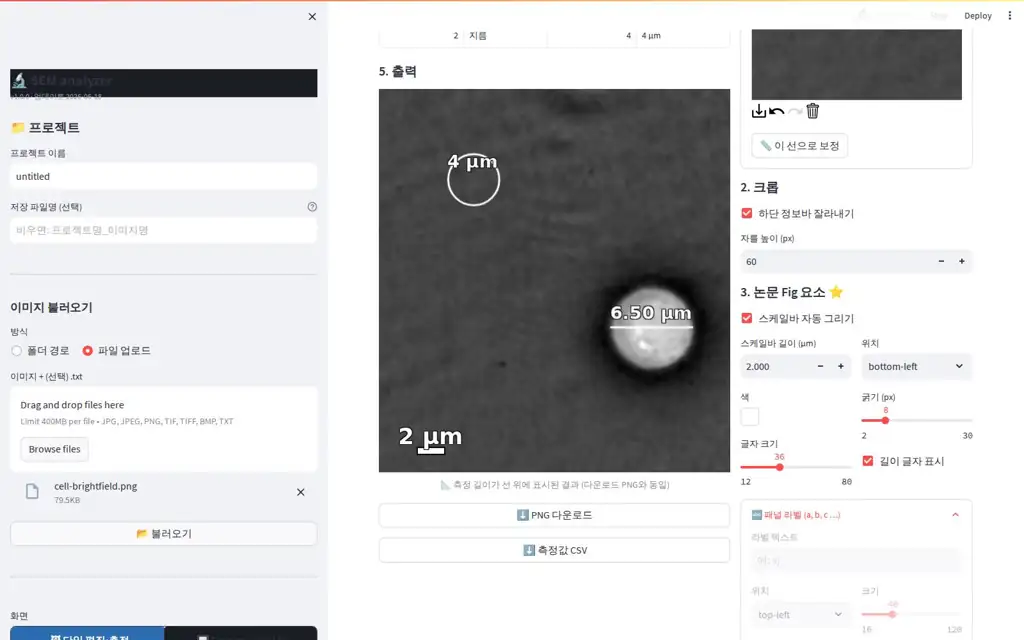 Deploy
SEM analyzer
프로젝트
프로젝트 이름
untitled
저장 파일명 (선택)
비우면: 프로젝트명_이미지명
이미지 불러오기
방식
폴더 경로
파일 업로드
이미지 + (선택) .txt
Drag and drop files here
Limit 400MB per file • JPG, JPEG, PNG, TIF, TIFF, BMP, TXT
Browse files
cell-brightfield.png
79.5KB
📂 불러오기
화면
2 지름 4 4 μm
5. 출력
4 μm
6.50 μm
2 μm
📐 측정 길이가 선 위에 표시된 결과 (다운로드 PNG와 동일)
⬇️ PNG 다운로드
⬇️ 측정값 CSV
이 선으로 보정
2. 크롭
하단 정보바 잘라내기
자를 높이 (px)
60
3. 논문 Fig 요소 ⭐
스케일바 자동 그리기
스케일바 길이 (μm) 위치
2.000 bottom-left
색 굵기 (px)
8
2 30
글자 크기
36
12 80
길이 글자 표시
패널 라벨 (a, b, c ...)
라벨 텍스트
위치 크기
40
top-left
16 120